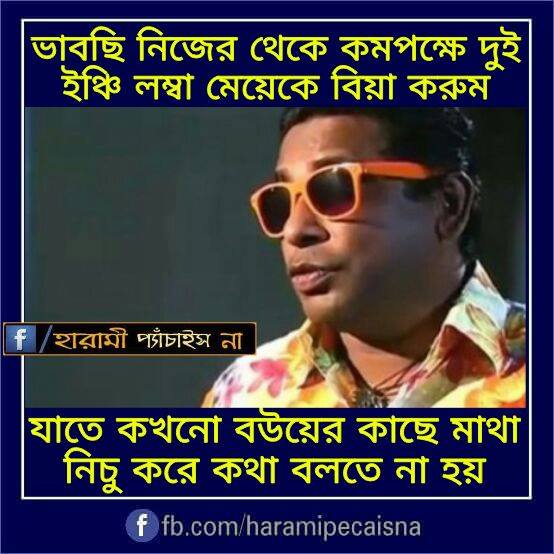 ভাবছি নিজের থেকে কমপক্ষে দুই
ইঞ্চি লম্বা মেয়েকে বিয়া করুম
f / হারামী প্যাঁচাইস না
যাতে কখনো বউয়ের কাছে মাথা
নিচু করে কথা বলতে না হয়
f fb.com/haramipecaisna